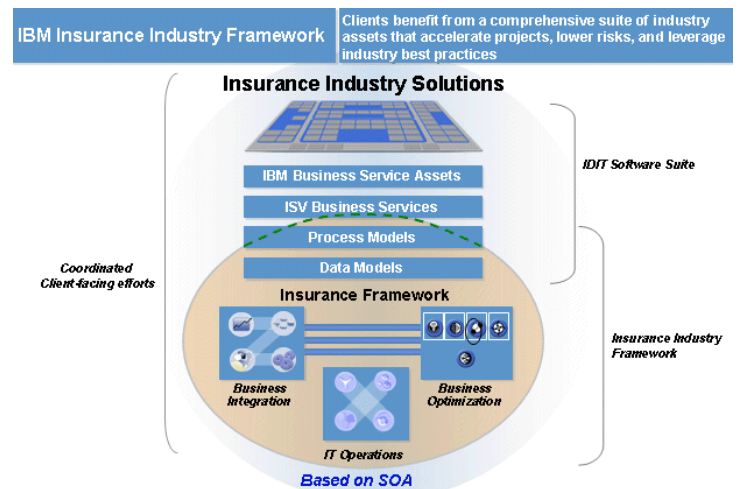 IBM Insurance Industry Framework
Clients benefit from a comprehensive suite of industry
assets that accelerate projects, lower risks, and leverage
industry best practices
Insurance Industry Solutions
IBM Business Service Assets
ISV Business Services
Process Models
Data Models
IDIT Software Suite
Coordinated
Client-facing efforts
Insurance Framework
Business
Integration
Business
Optimization
Insurance Industry
Framework
IT Operations
Based on SOA